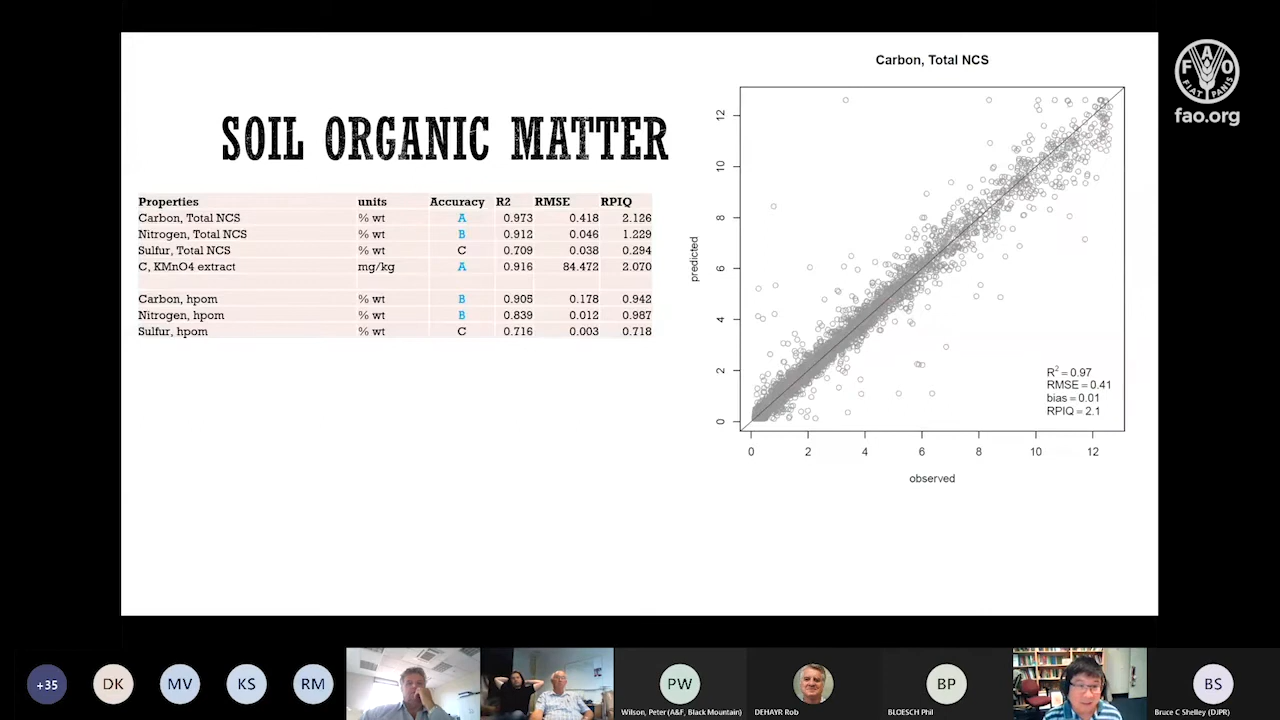 Carbon, Total NCS
FAO
FIAT PANIS
fao.org
SOIL ORGANIC MATTER
Properties units Accuracy R2 RMSE RPIQ
Carbon, Total NCS % wt A 0.973 0.418 2.126
Nitrogen, Total NCS % wt B 0.912 0.046 1.229
Sulfur, Total NCS % wt C 0.709 0.038 0.294
C, KMnO4 extract mg/kg A 0.916 84.472 2.070
Carbon, hpom % wt B 0.905 0.178 0.942
Nitrogen, hpom % wt B 0.839 0.012 0.987
Sulfur, hpom % wt C 0.716 0.003 0.718
predicted
12
10
8
6
4
2
0
R² = 0.97
RMSE = 0.41
bias = 0.01
RPIQ = 2.1
0 2 4 6 8 10 12
observed
+35 DK MV KS RM PW BP BS
Wilson, Peter (A&F, Black Mountain) DEHAYR Rob BLOESCH Phil Bruce C Shelley (DJPR)